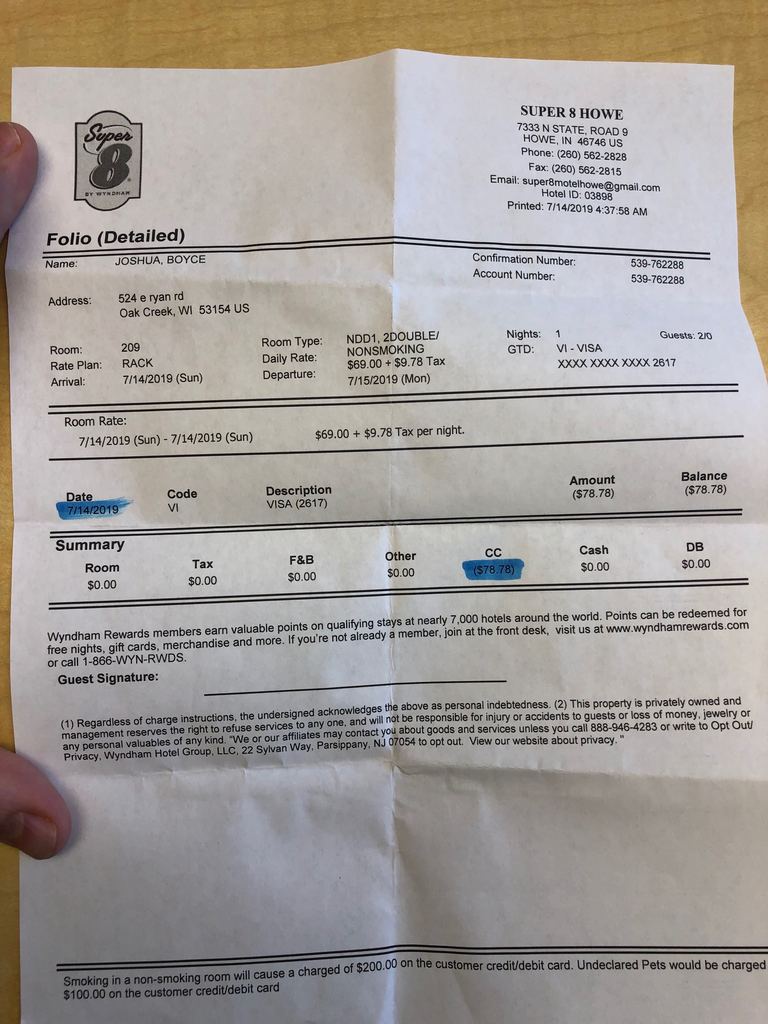 Super
8
BY WYNDHAM
SUPER 8 HOWE
7333 N STATE, ROAD 9
HOWE, IN 46746 US
Phone: (260) 562-2828
Fax: (260) 562-2815
Email: super8motelhowe@gmail.com
Hotel ID: 03898
Printed: 7/14/2019 4:37:58 AM
Folio (Detailed)
Name: JOSHUA, BOYCE Confirmation Number: 539-762288
Account Number: 539-762288
Address: 524 e ryan rd
Oak Creek, WI 53154 US
Room: 209 Room Type: NDD1, 2DOUBLE/ Nights: 1 Guests: 2/0
NONSMOKING
Rate Plan: RACK Daily Rate: $69.00 + $9.78 Tax GTD: VI - VISA
Arrival: 7/14/2019 (Sun) Departure: 7/15/2019 (Mon) XXXX XXXX XXXX 2617
Room Rate:
7/14/2019 (Sun) - 7/14/2019 (Sun) $69.00 + $9.78 Tax per night.
Date Code Description Amount Balance
7/14/2019 VI VISA (2617) ($78.78) ($78.78)
Summary
Room Tax F&B Other CC Cash DB
$0.00 $0.00 $0.00 $0.00 ($78.78) $0.00 $0.00
Wyndham Rewards members earn valuable points on qualifying stays at nearly 7,000 hotels around the world. Points can be redeemed for
free nights, gift cards, merchandise and more. If you're not already a member, join at the front desk, visit us at www.wyndhamrewards.com
or call 1-866-WYN-RWDS.
Guest Signature:
(1) Regardless of charge instructions, the undersigned acknowledges the above as personal indebtedness. (2) This property is privately owned and
management reserves the right to refuse services to any one, and will not be responsible for injury or accidents to guests or loss of money, jewelry or
any personal valuables of any kind. "We or our affiliates may contact you about goods and services unless you call 888-946-4283 or write to Opt Out/
Privacy, Wyndham Hotel Group, LLC, 22 Sylvan Way, Parsippany, NJ 07054 to opt out. View our website about privacy. "
Smoking in a non-smoking room will cause a charged of $200.00 on the customer credit/debit card. Undeclared Pets would be charged
$100.00 on the customer credit/debit card